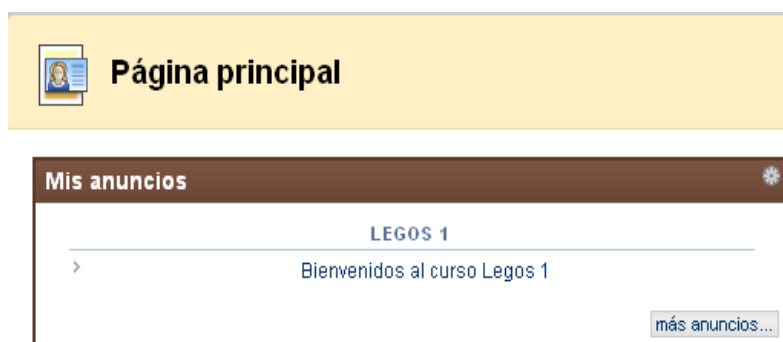 Página principal
Mis anuncios
LEGOS 1
Bienvenidos al curso Legos 1
más anuncios...